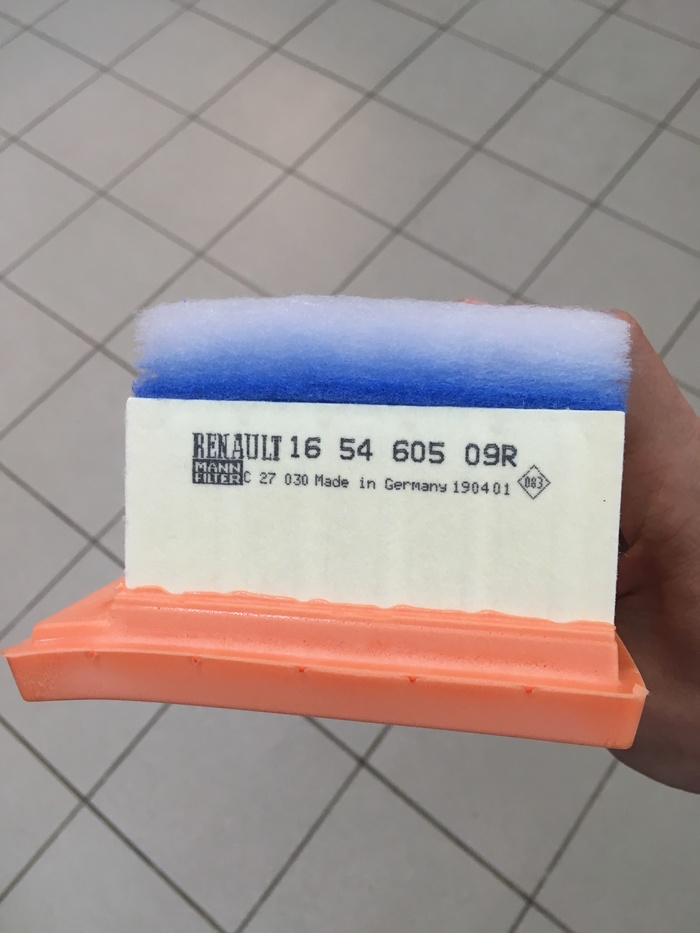 RENAULT 16 54 605 09R
MANN FILTER C 27 030 Made in Germany 190401 083